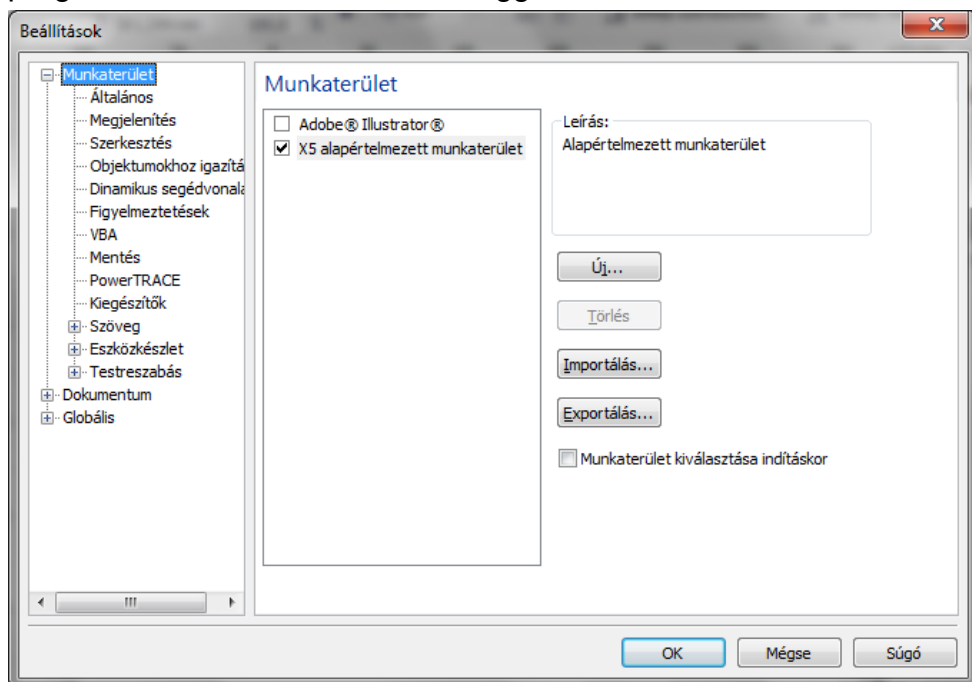 Beállítások
Munkaterület
Általános
Megjelenítés
Szerkesztés
Objektumokhoz igazítá
Dinamikus segédvonala
Figyelmeztetések
VBA
Mentés
PowerTRACE
Kiegészítők
Szöveg
Eszközkészlet
Testreszabás
Dokumentum
Globális
Munkaterület
Adobe® Illustrator®
X5 alapértelmezett munkaterület
Leírás:
Alapértelmezett munkaterület
Új...
Törlés
Importálás...
Exportálás...
Munkaterület kiválasztása indításkor
OK
Mégse
Súgó